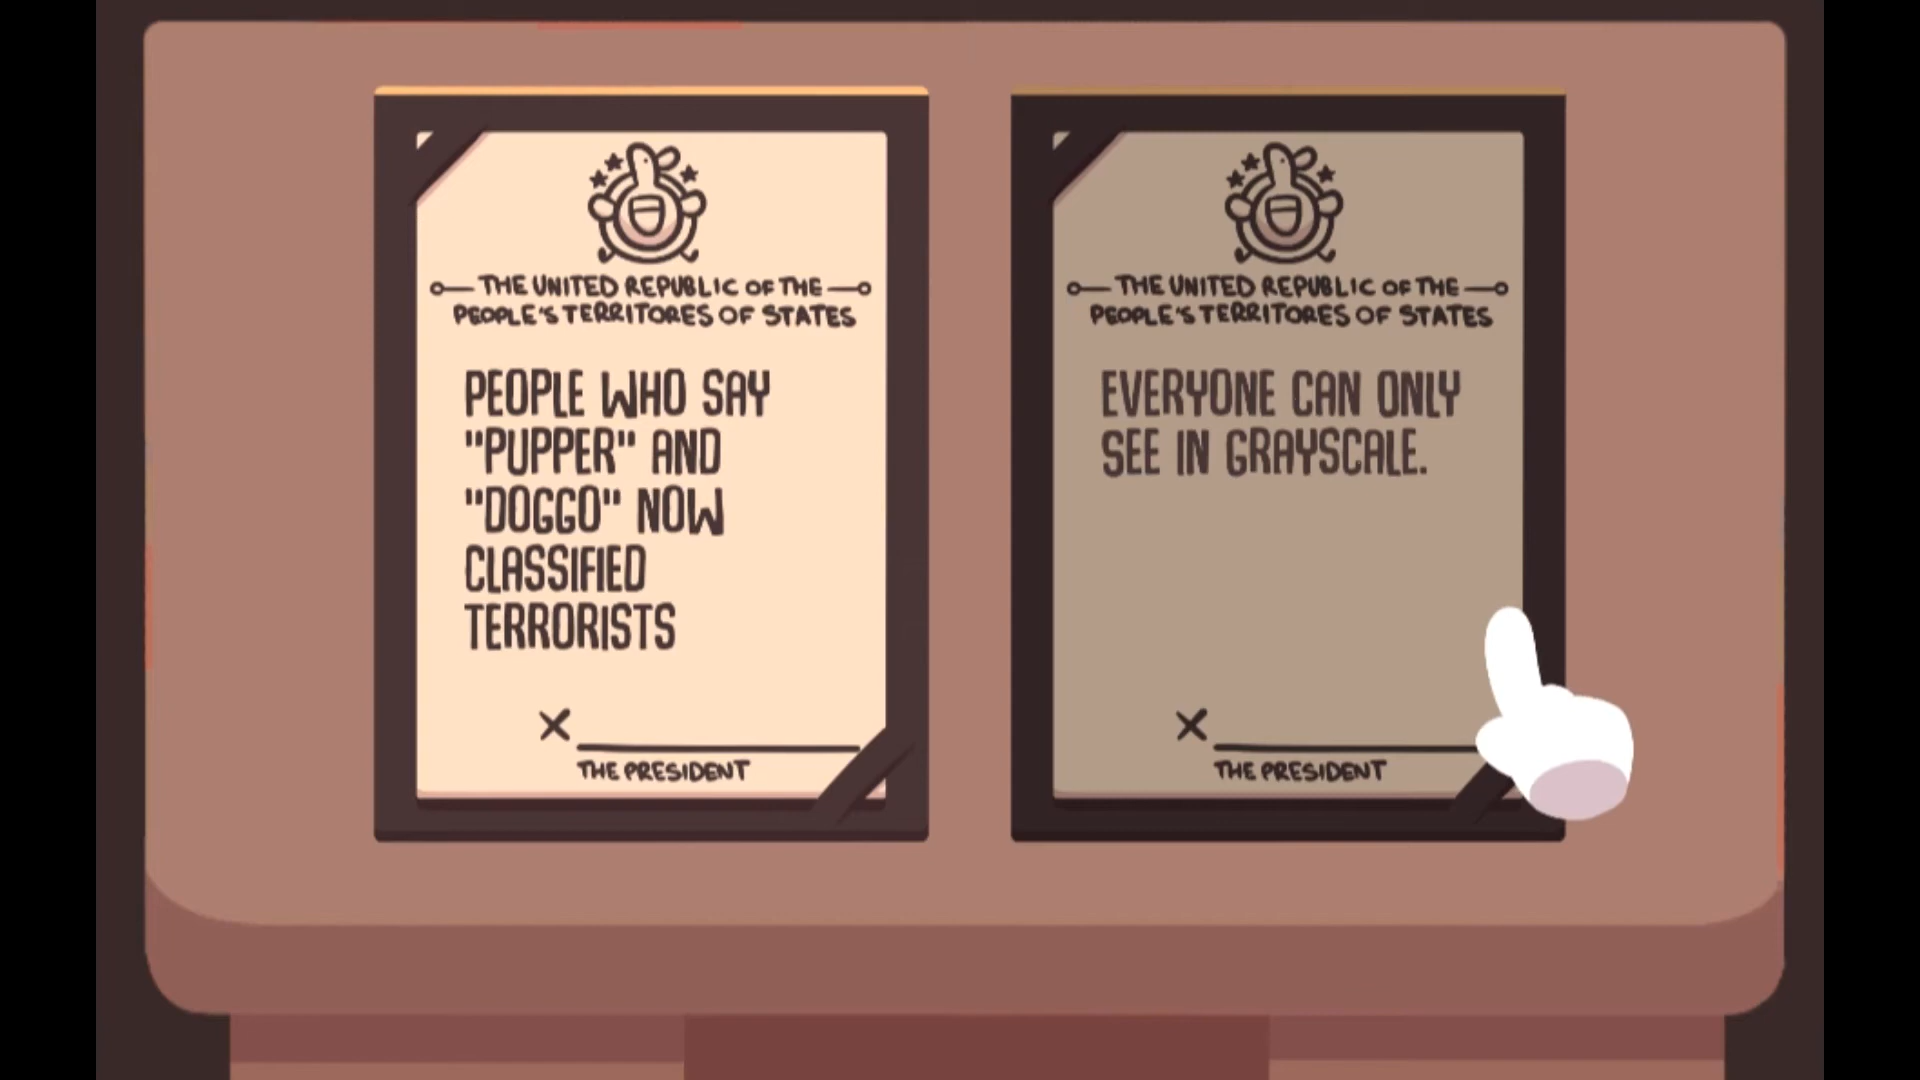 THE UNITED REPUBLIC OF THE
PEOPLE'S TERRITORES OF STATES
PEOPLE WHO SAY
"PUPPER" AND
"DOGGO" NOW
CLASSIFIED
TERRORISTS
X
THE PRESIDENT
THE UNITED REPUBLIC OF THE
PEOPLE'S TERRITORES OF STATES
EVERYONE CAN ONLY
SEE IN GRAYSCALE.
X
THE PRESIDENT